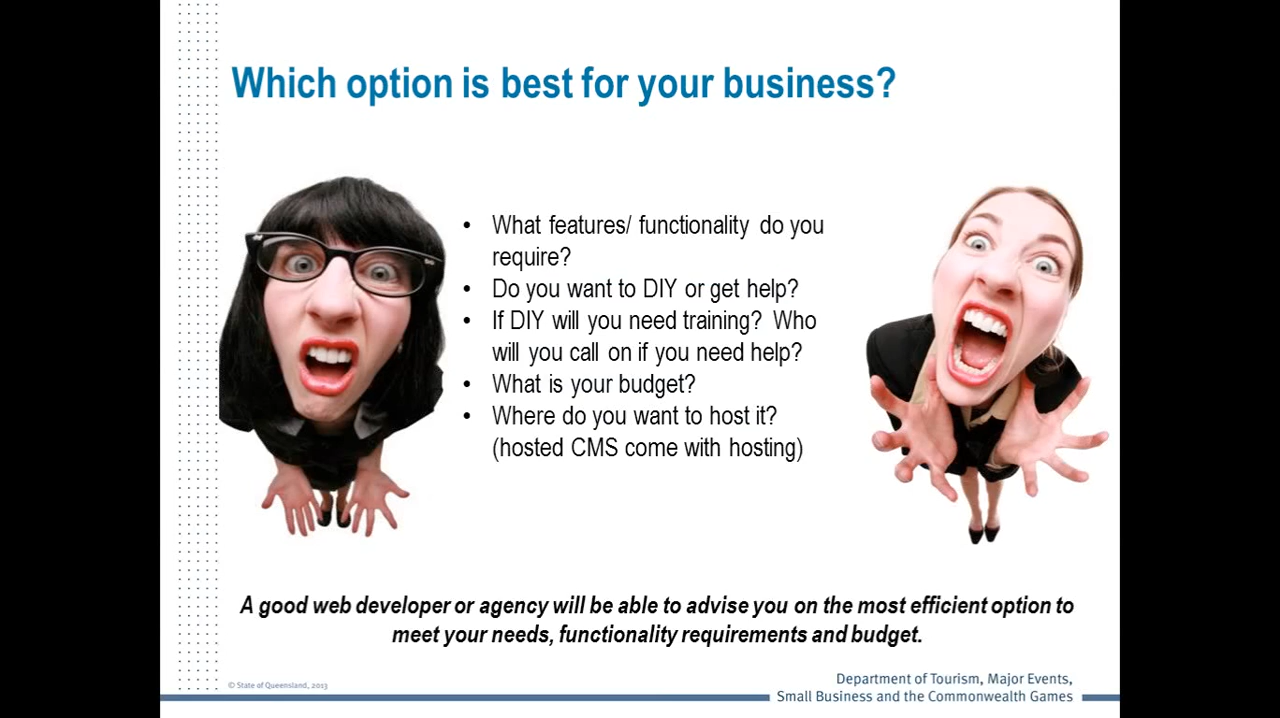 Which option is best for your business?
• What features/ functionality do you
require?
• Do you want to DIY or get help?
• If DIY will you need training? Who
will you call on if you need help?
• What is your budget?
• Where do you want to host it?
(hosted CMS come with hosting)
A good web developer or agency will be able to advise you on the most efficient option to
meet your needs, functionality requirements and budget.
© State of Queensland, 2013
Department of Tourism, Major Events,
Small Business and the Commonwealth Games